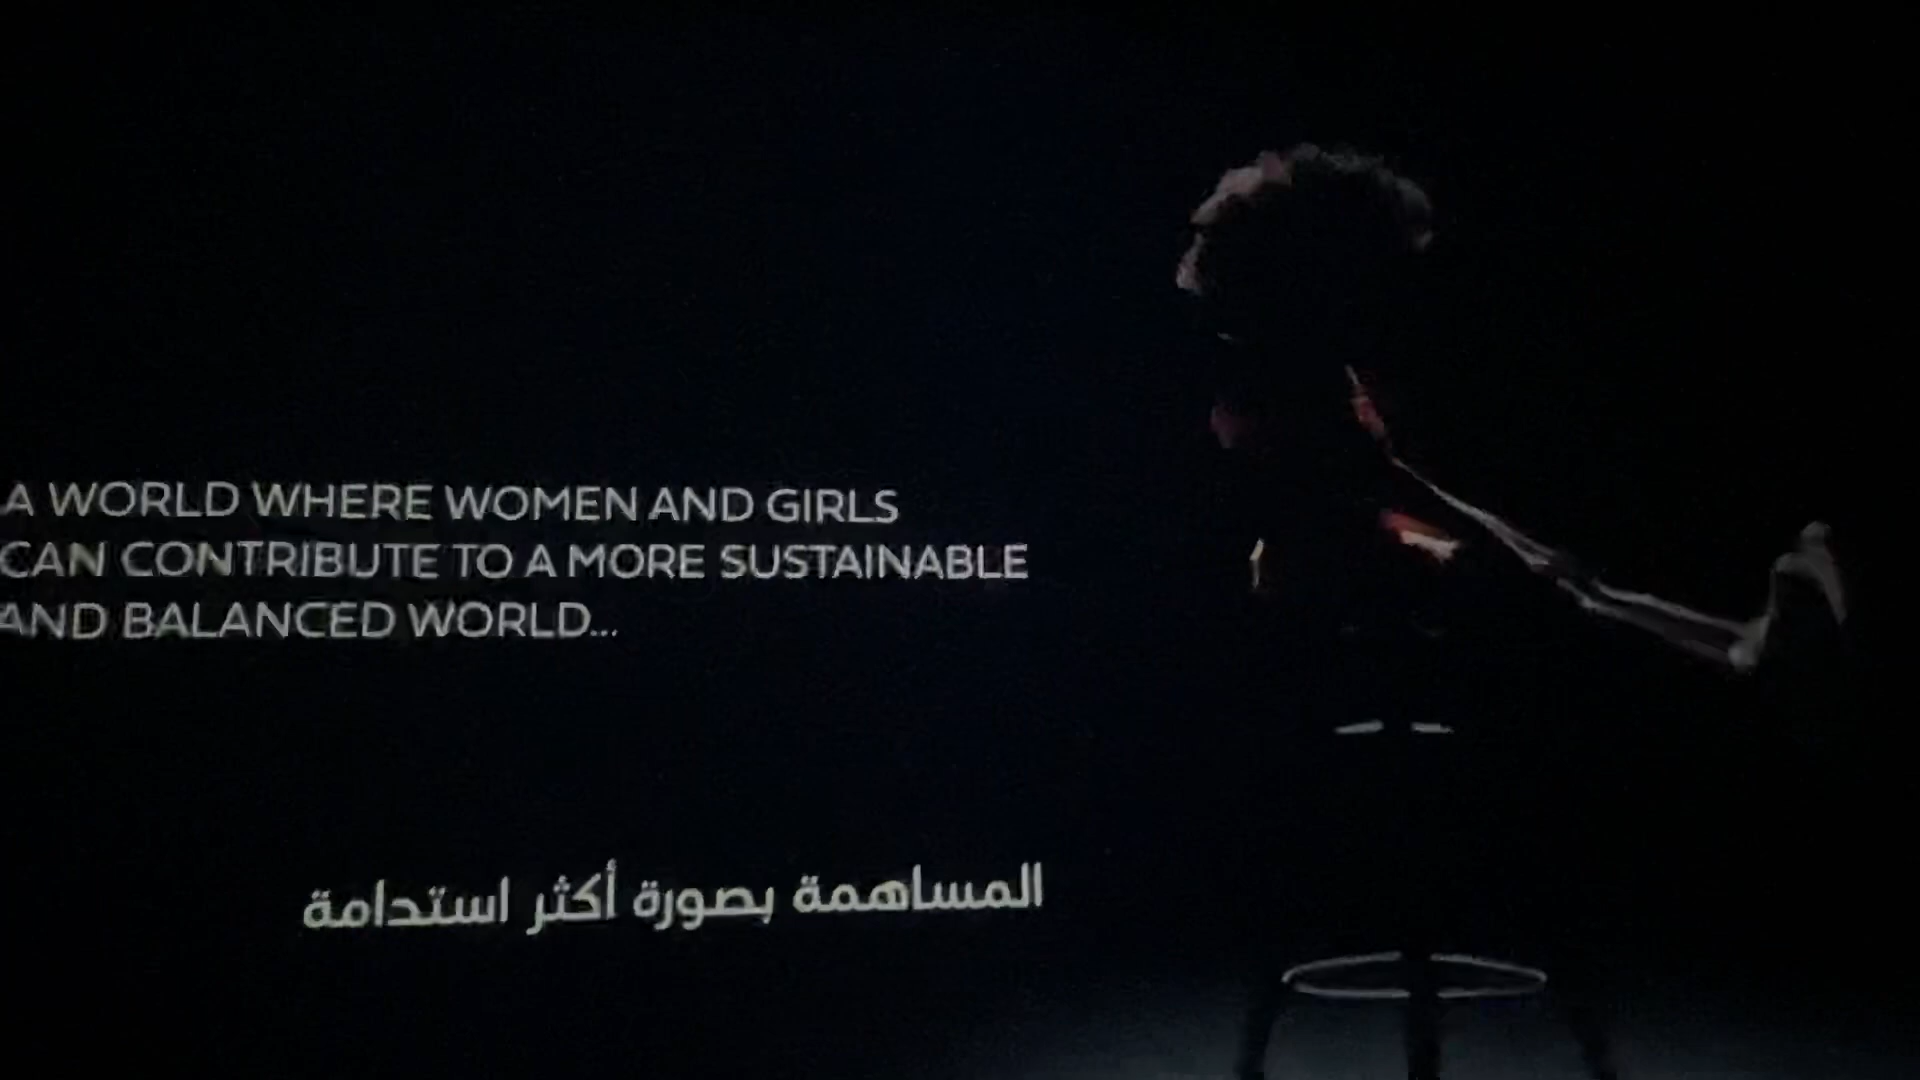 A WORLD WHERE WOMEN AND GIRLS
CAN CONTRIBUTE TO A MORE SUSTAINABLE
AND BALANCED WORLD...
المساهمة بصورة أكثر استدامة